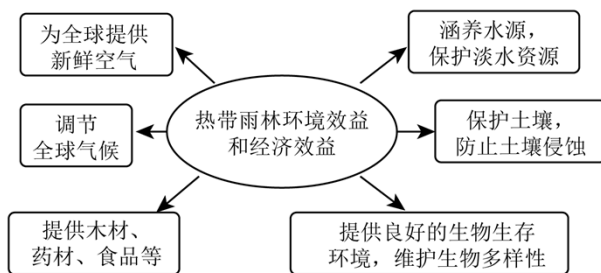 为全球提供
新鲜空气
涵养水源，
保护淡水资源
热带雨林环境效益
和经济效益
调节
全球气候
保护土壤，
防止土壤侵蚀
提供木材、
药材、食品等
提供良好的生物生存
环境，维护生物多样性